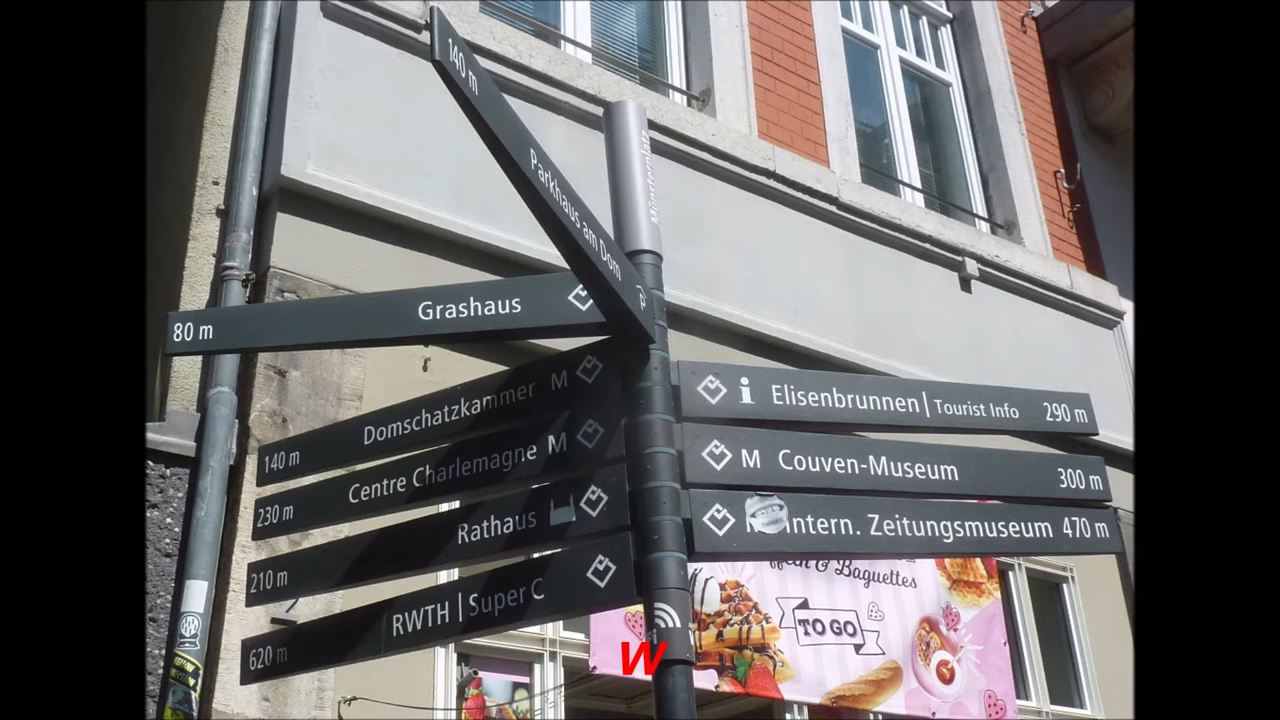 140 m Parkhaus am Dom
Münsterplatz
80 m Grashaus
140 m Domschatzkammer M
230 m Centre Charlemagne M
210 m Rathaus
620 m RWTH | Super C
i Elisenbrunnen | Tourist Info 290 m
M Couven-Museum 300 m
Intern. Zeitungsmuseum 470 m
& Baguettes
TO GO
W